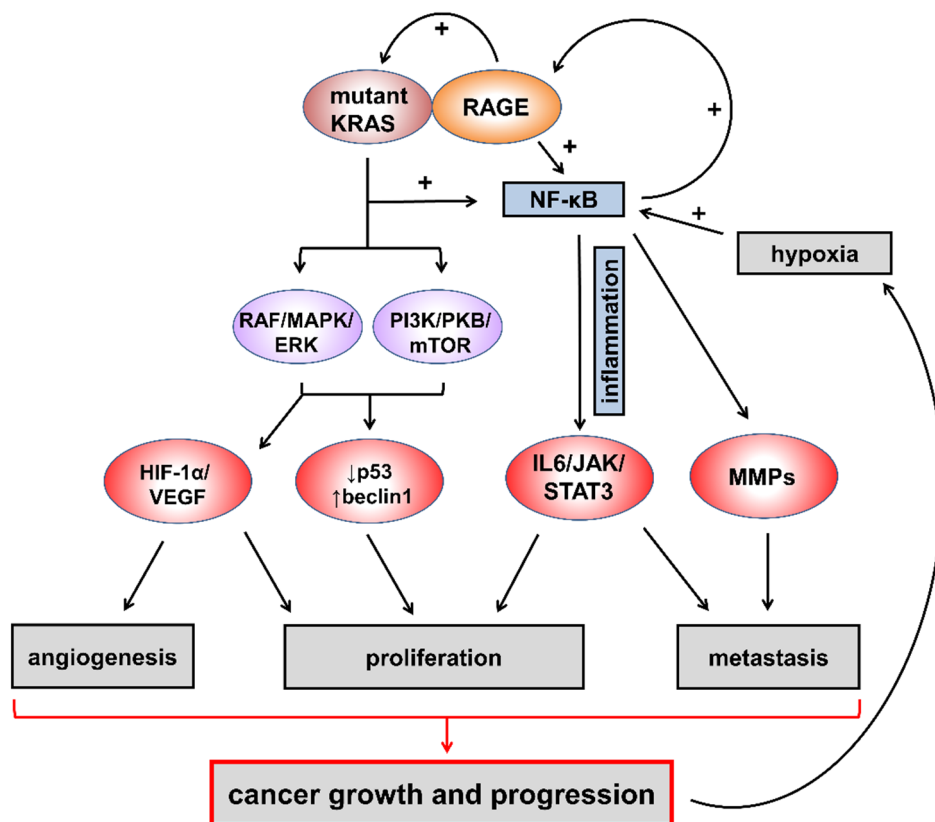 +
mutant
KRAS
RAGE
+
+
+
NF-κB
+
hypoxia
RAF/MAPK/
ERK
PI3K/PKB/
mTOR
inflammation
HIF-1α/
VEGF
↓p53
↑beclin1
IL6/JAK/
STAT3
MMPs
angiogenesis
proliferation
metastasis
cancer growth and progression